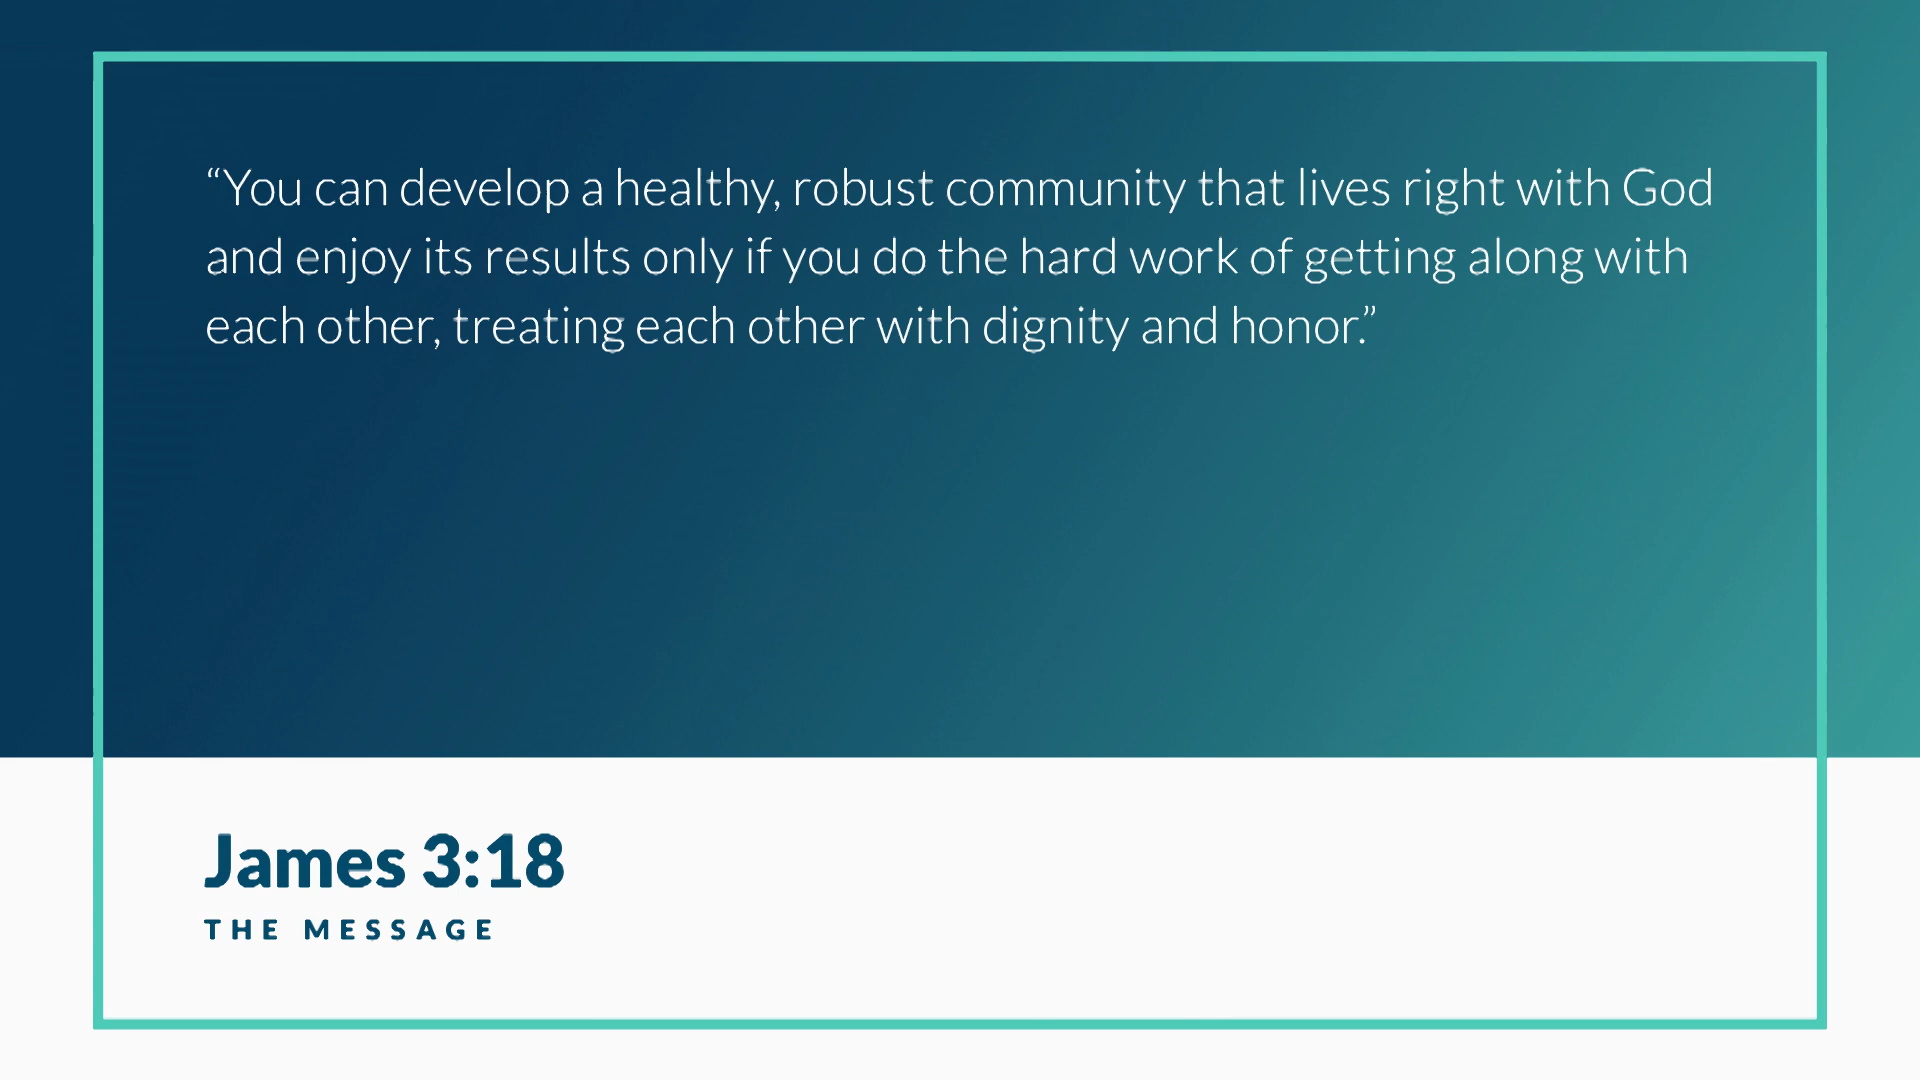 “You can develop a healthy, robust community that lives right with God
and enjoy its results only if you do the hard work of getting along with
each other, treating each other with dignity and honor.”
James 3:18
THE MESSAGE